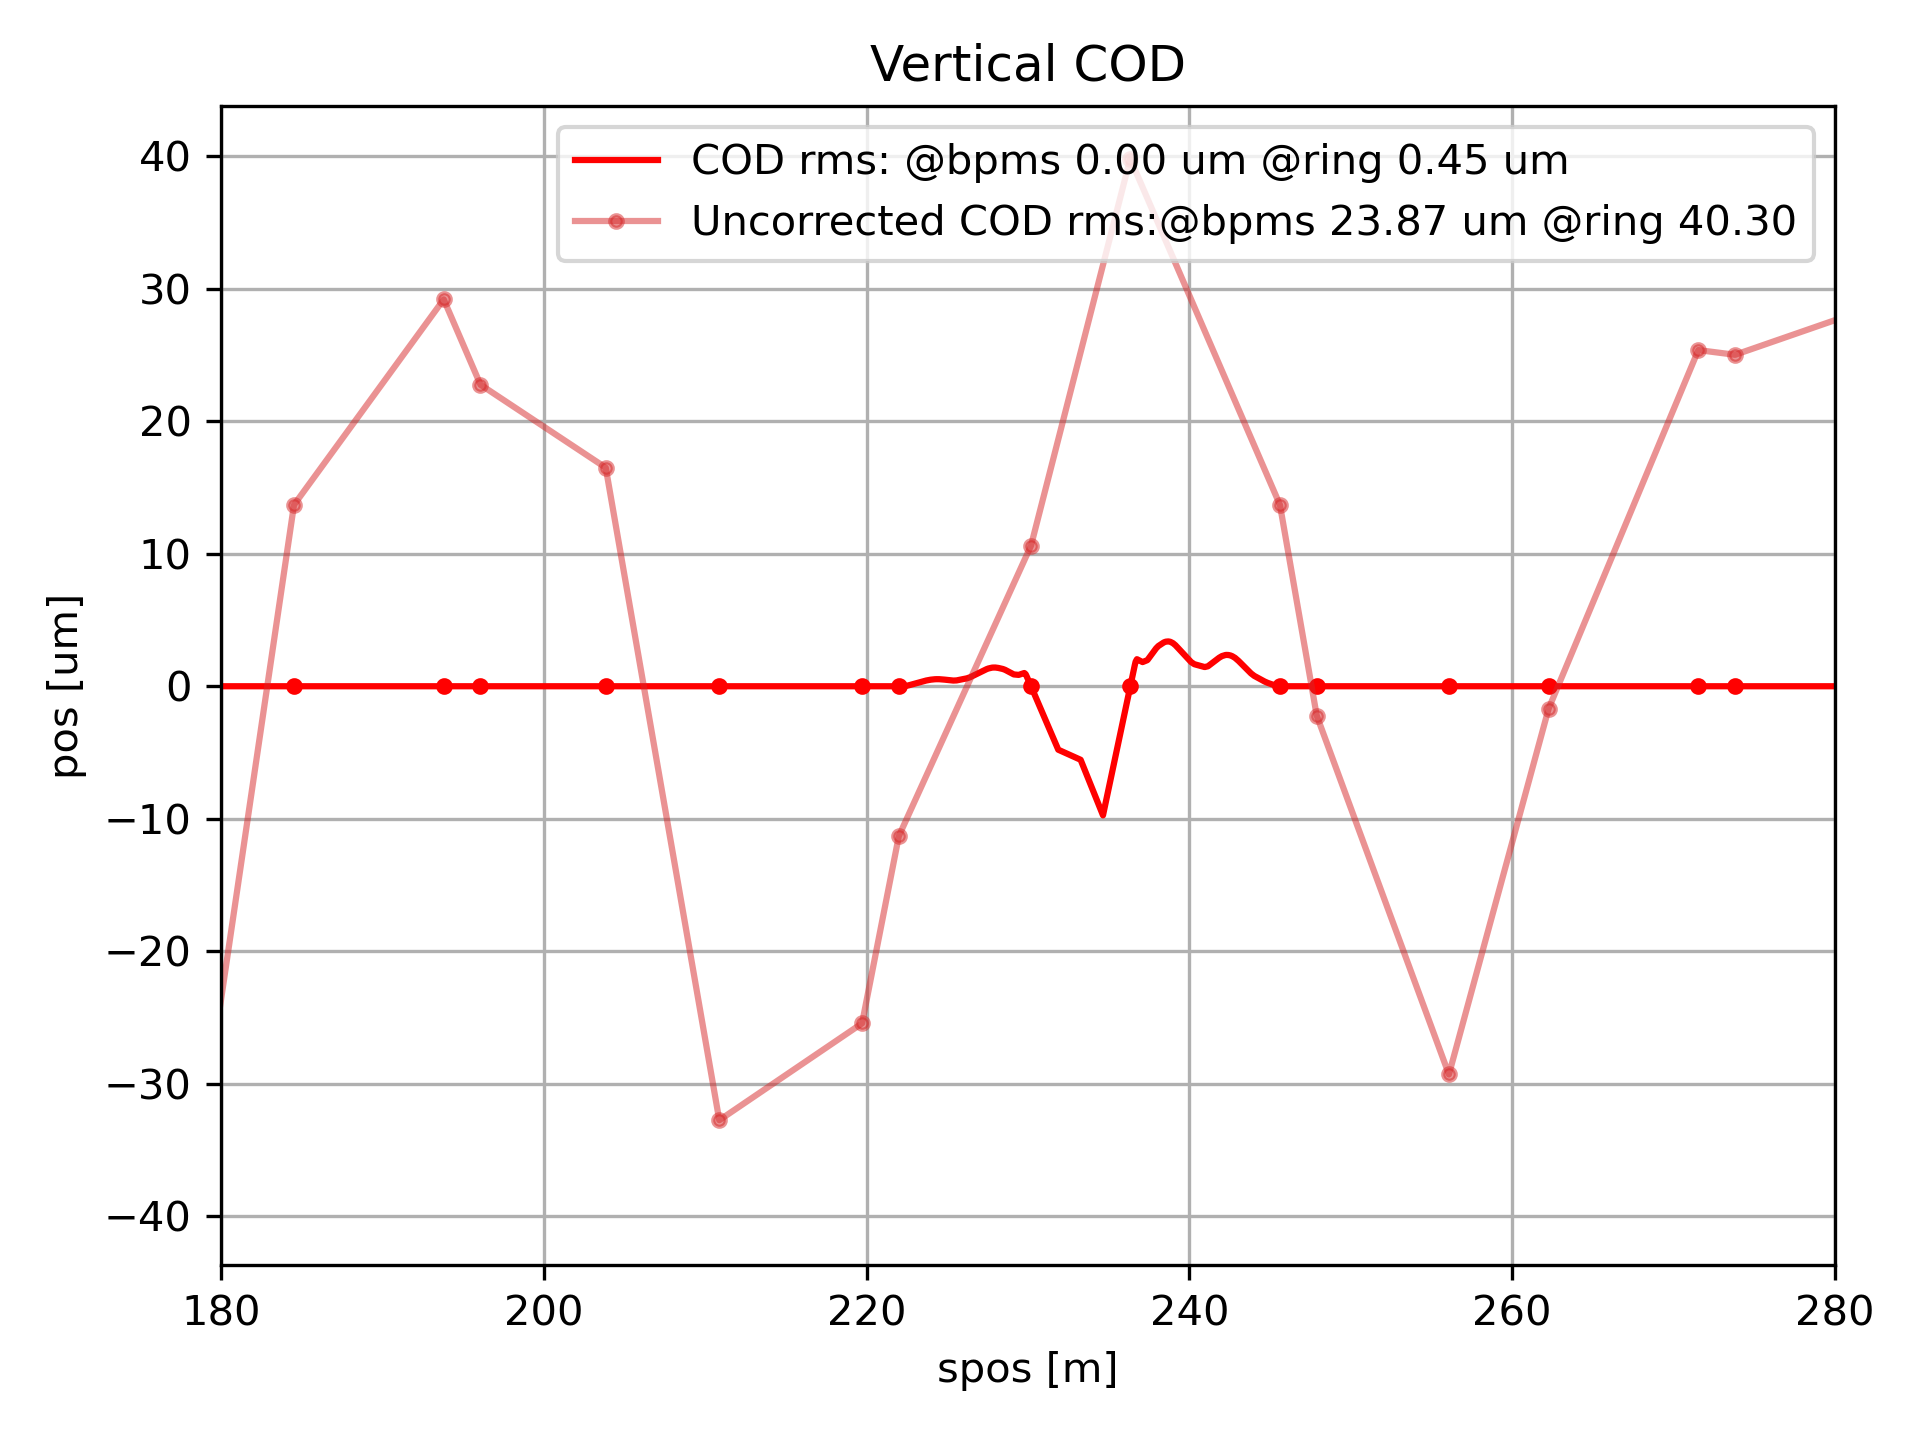 Vertical COD
COD rms: @bpms 0.00 um @ring 0.45 um
Uncorrected COD rms:@bpms 23.87 um @ring 40.30
pos [um]
40
30
20
10
0
−10
−20
−30
−40
180 200 220 240 260 280
spos [m]